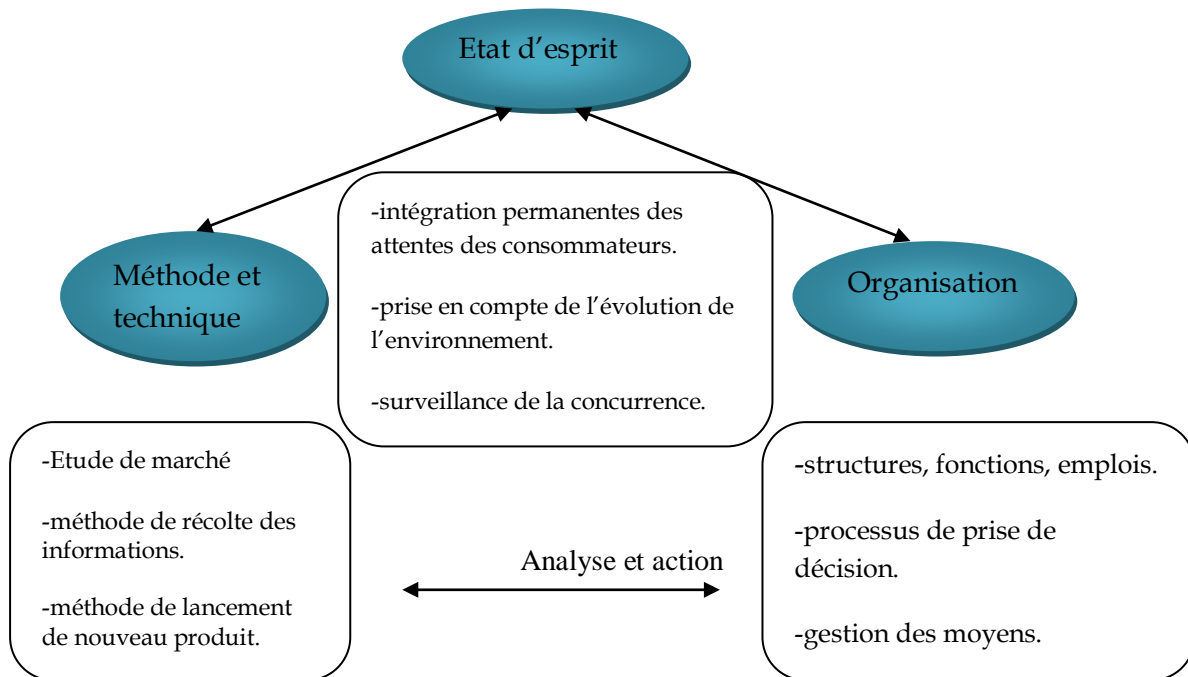 Etat d’esprit
-intégration permanentes des
attentes des consommateurs.
-prise en compte de l’évolution de
l’environnement.
-surveillance de la concurrence.
Méthode et
technique
Organisation
-Etude de marché
-méthode de récolte des
informations.
-méthode de lancement
de nouveau produit.
Analyse et action
-structures, fonctions, emplois.
-processus de prise de
décision.
-gestion des moyens.